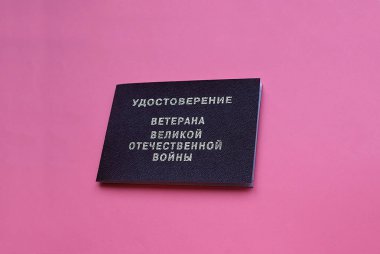 УДОСТОВЕРЕНИЕ
ВЕТЕРАНА
ВЕЛИКОЙ
ОТЕЧЕСТВЕННОЙ
ВОЙНЫ